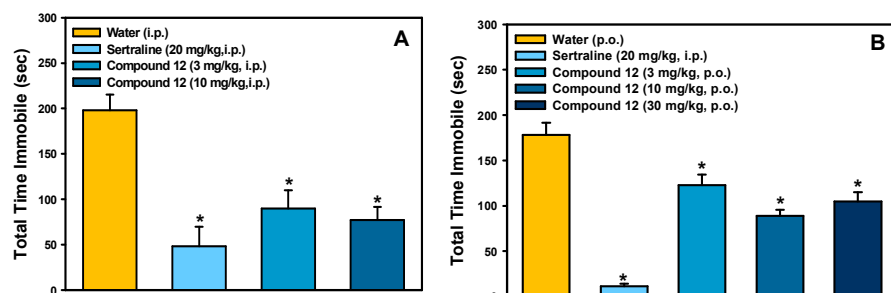 A
Total Time Immobile (sec)
300
250
200
150
100
50
0
Water (i.p.)
Sertraline (20 mg/kg,i.p.)
Compound 12 (3 mg/kg, i.p.)
Compound 12 (10 mg/kg,i.p.)
*
*
*
B
Total Time Immobile (sec)
300
250
200
150
100
50
Water (p.o.)
Sertraline (20 mg/kg, i.p.)
Compound 12 (3 mg/kg, p.o.)
Compound 12 (10 mg/kg, p.o.)
Compound 12 (30 mg/kg, p.o.)
*
*
*
*